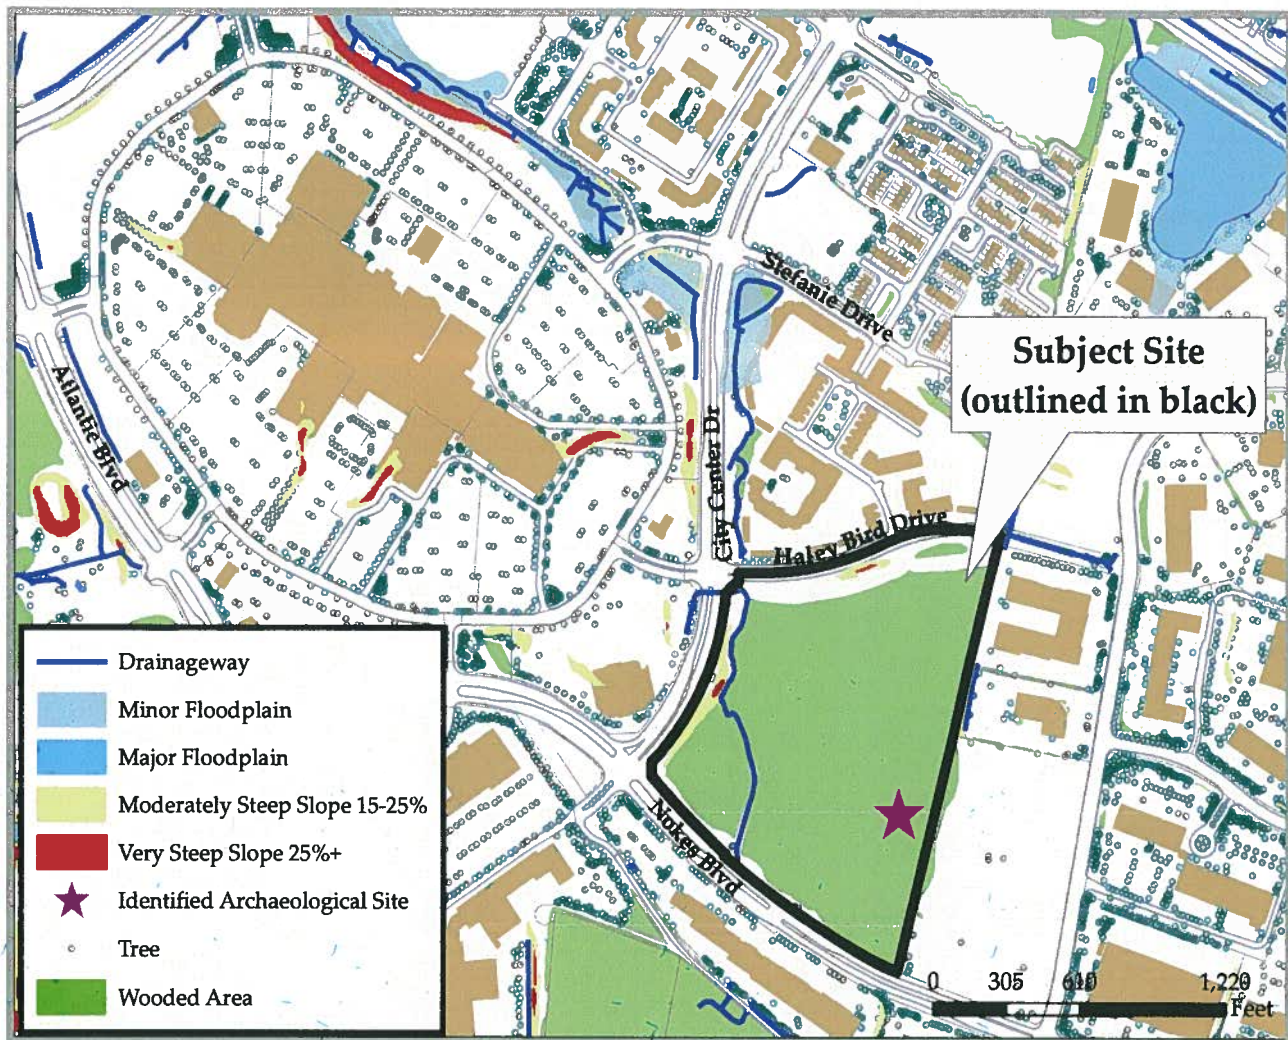 Stefanie Drive
Subject Site
(outlined in black)
Atlantic Blvd
City Center Dr
Haley Bird Drive
Drainageway
Minor Floodplain
Major Floodplain
Moderately Steep Slope 15-25%
Very Steep Slope 25%+
Identified Archaeological Site
Tree
Wooded Area
Nokes Blvd
0 305 610 1,220
Feet